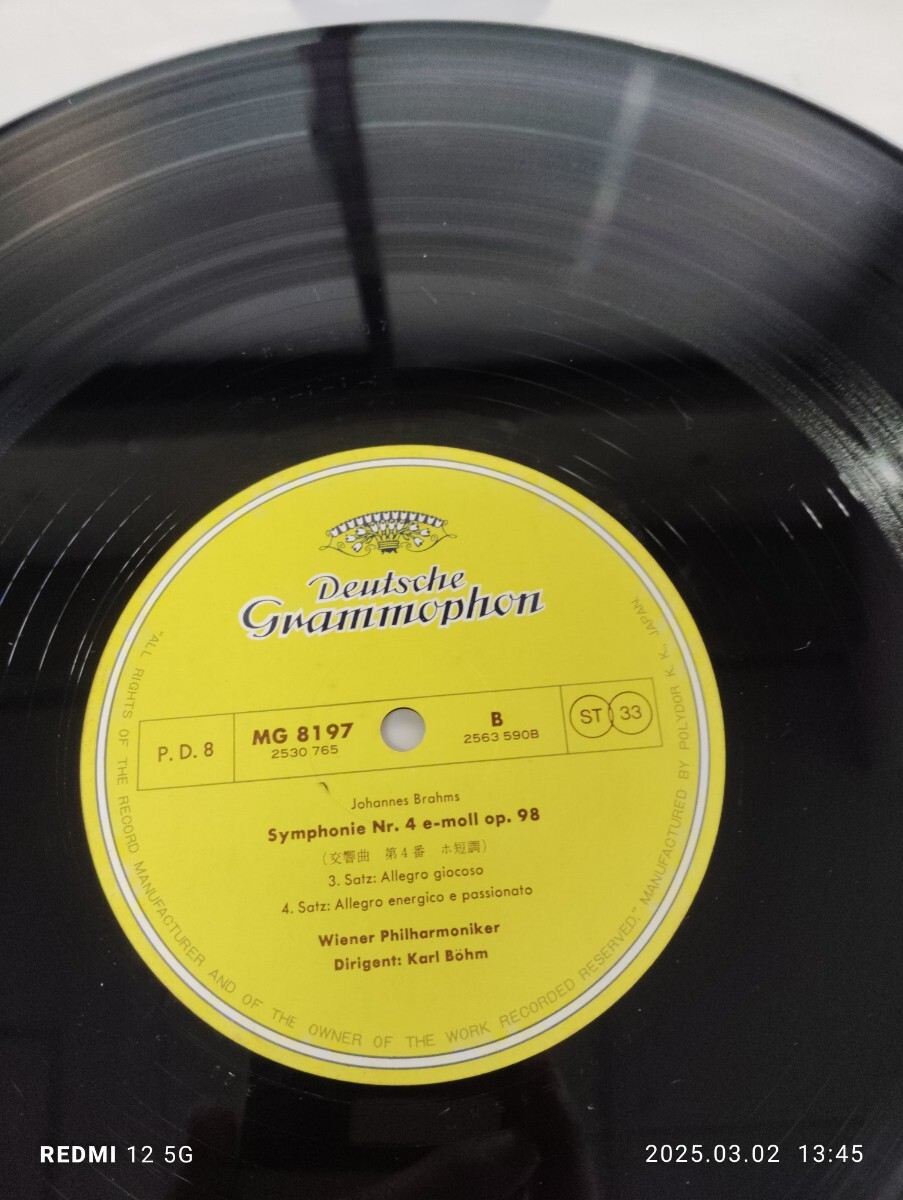 Deutsche
Grammophon
P. D. 8
MG 8197
2530 765
B
2563 590B
ST 33
Johannes Brahms
Symphonie Nr. 4 e-moll op. 98
(交響曲 第4番 ホ短調)
3. Satz: Allegro giocoso
4. Satz: Allegro energico e passionato
Wiener Philharmoniker
Dirigent: Karl Böhm
"ALL RIGHTS OF THE RECORD MANUFACTURER AND OF THE OWNER OF THE WORK RECORDED RESERVED." MANUFACTURED BY POLYDOR K. K., JAPAN.
REDMI 12 5G
2025.03.02 13:45